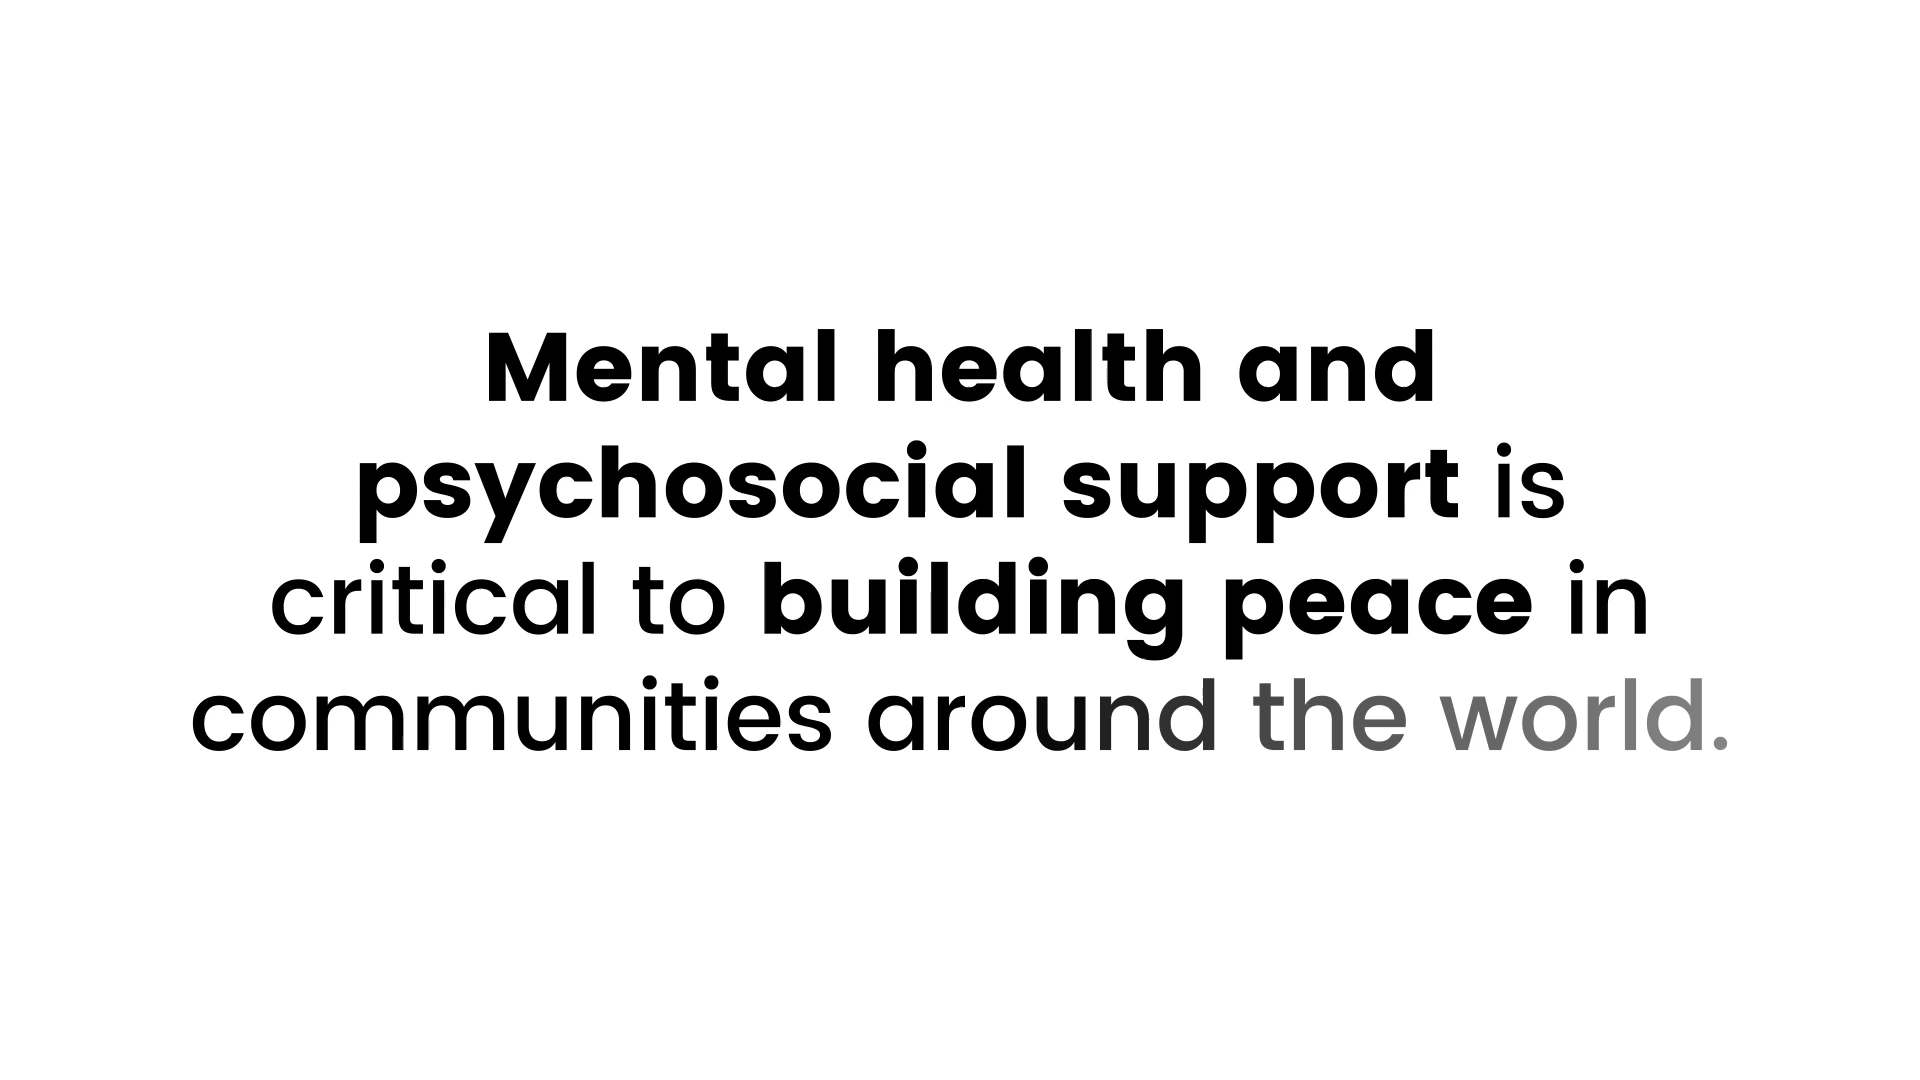 Mental health and
psychosocial support is
critical to building peace in
communities around the world.